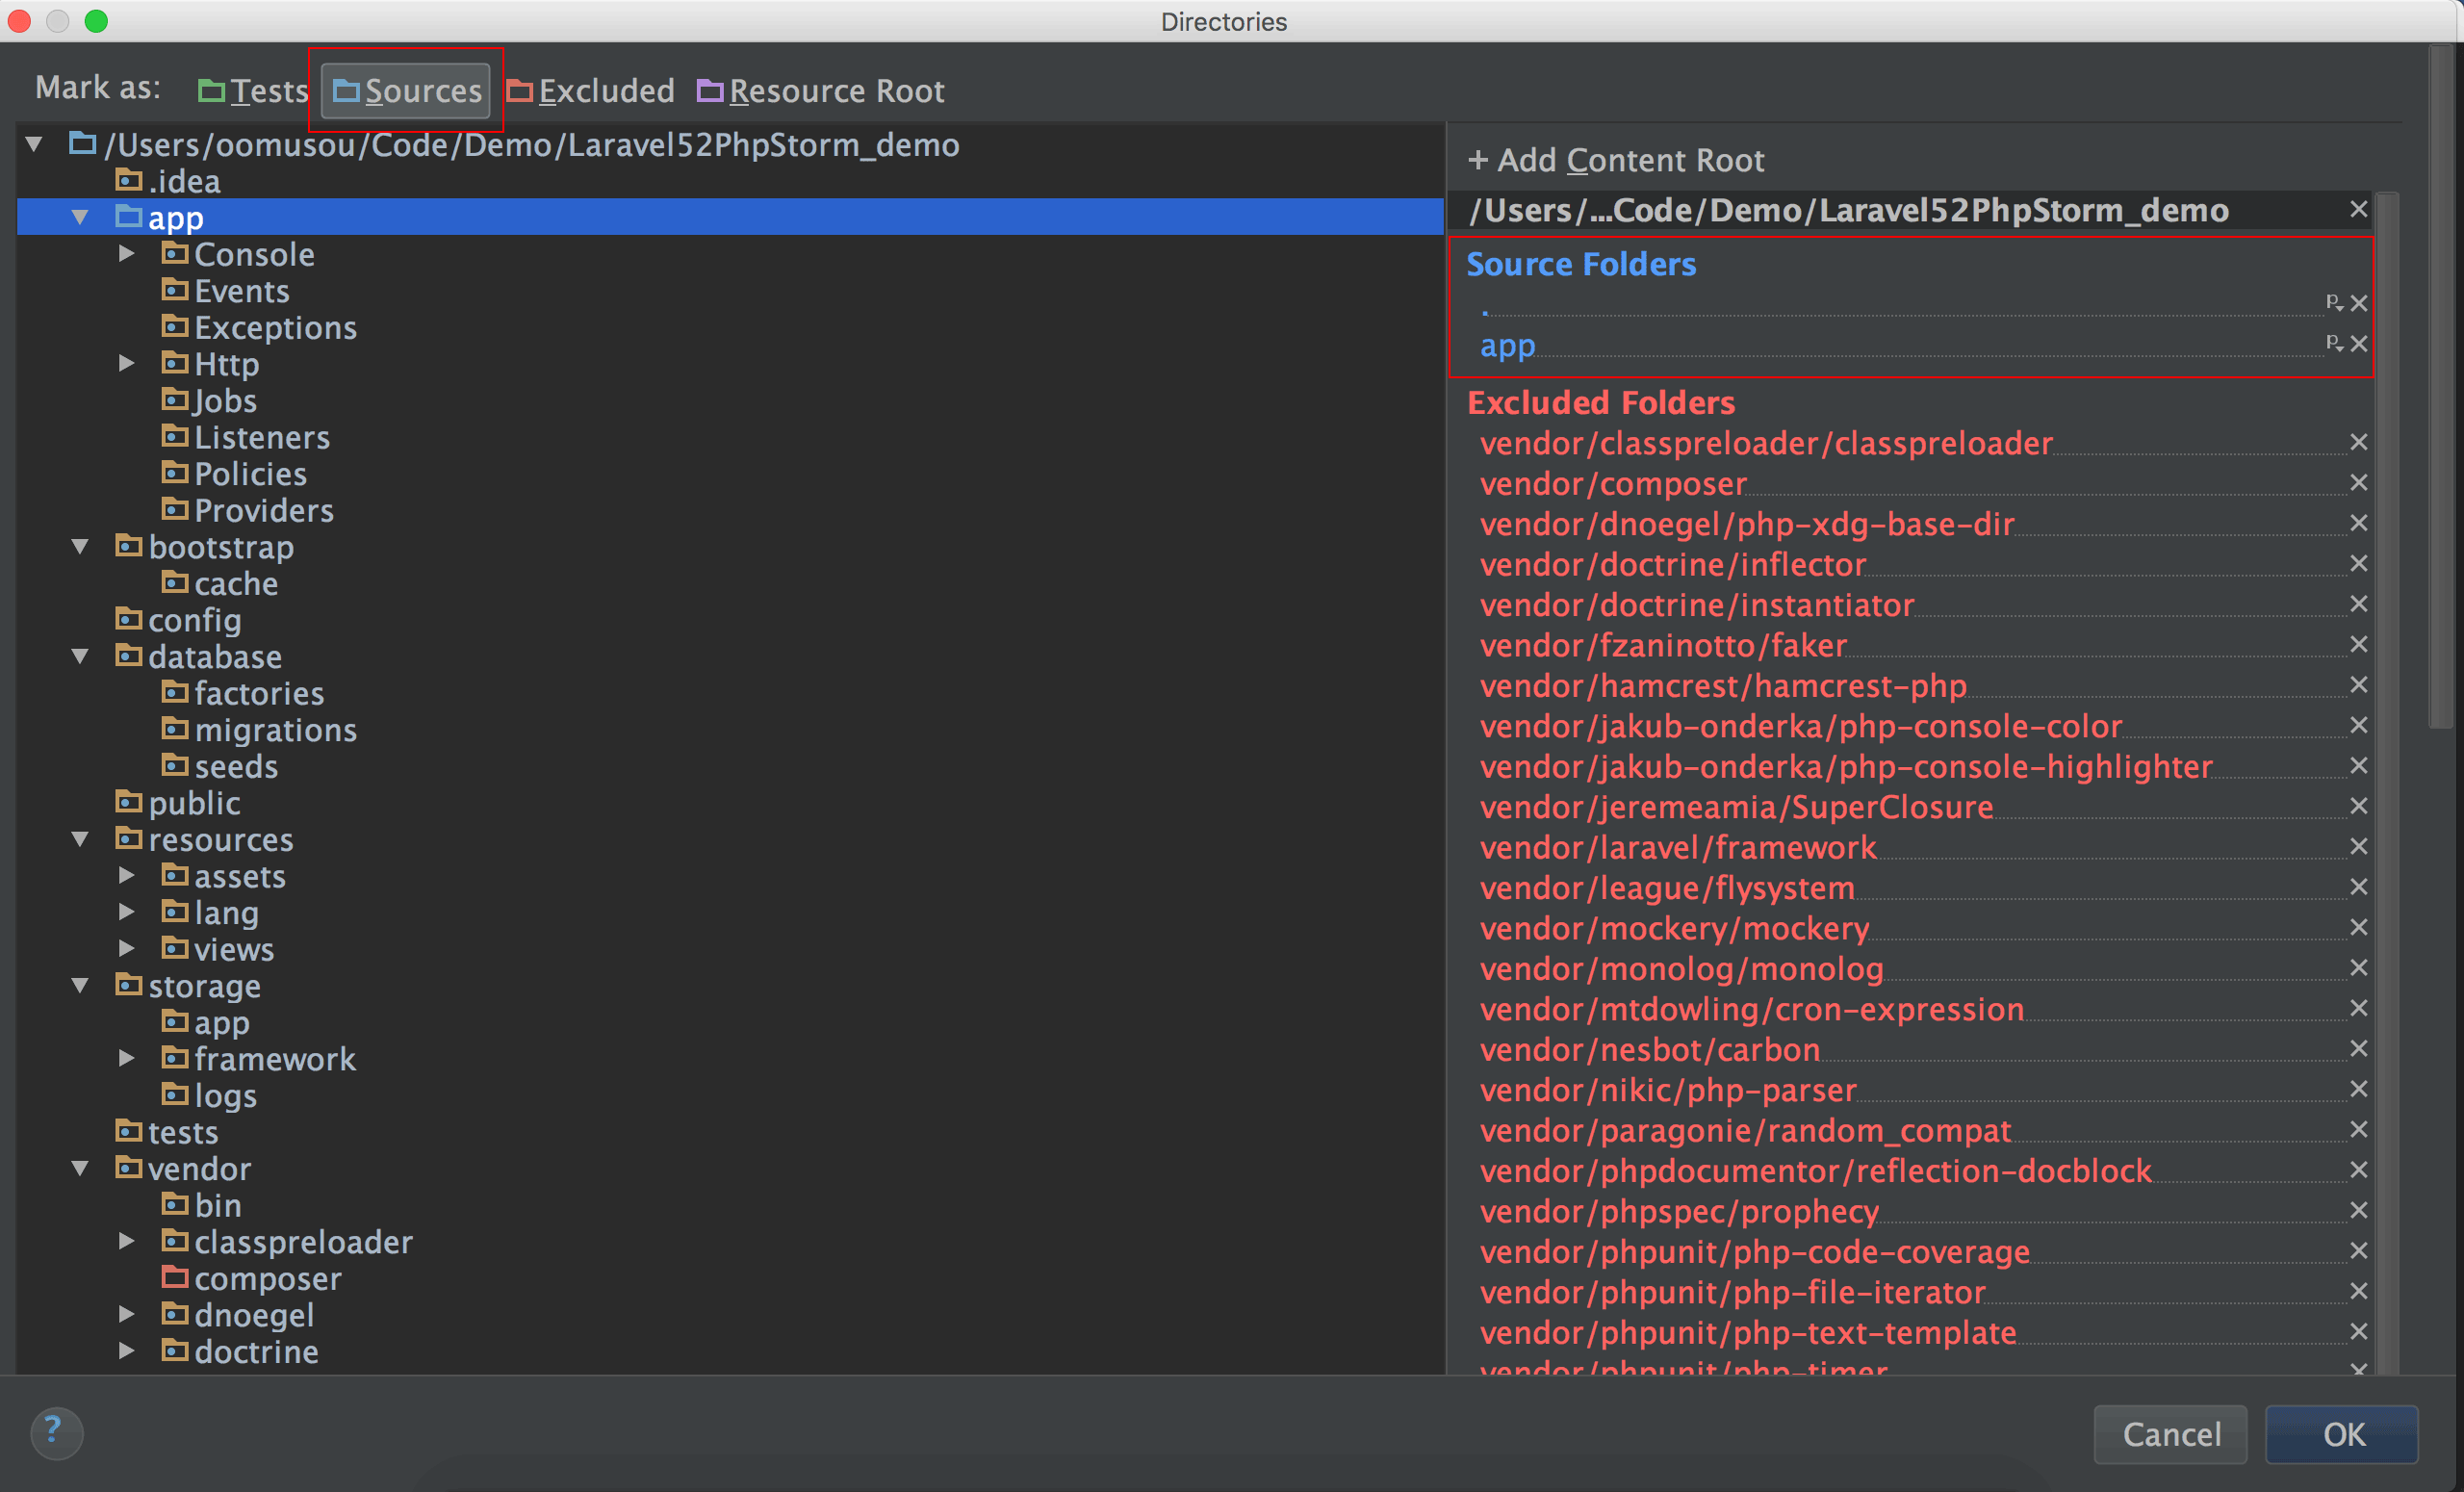 Directories
Mark as: Tests Sources Excluded Resource Root
/Users/oomusou/Code/Demo/Laravel52PhpStorm_demo
.idea
app
Console
Events
Exceptions
Http
Jobs
Listeners
Policies
Providers
bootstrap
cache
config
database
factories
migrations
seeds
public
resources
assets
lang
views
storage
app
framework
logs
tests
vendor
bin
classpreloader
composer
dnoegel
doctrine
+ Add Content Root
/Users/...Code/Demo/Laravel52PhpStorm_demo
Source Folders
. P
app P
Excluded Folders
vendor/classpreloader/classpreloader
vendor/composer
vendor/dnoegel/php-xdg-base-dir
vendor/doctrine/inflector
vendor/doctrine/instantiator
vendor/fzaninotto/faker
vendor/hamcrest/hamcrest-php
vendor/jakub-onderka/php-console-color
vendor/jakub-onderka/php-console-highlighter
vendor/jeremeamia/SuperClosure
vendor/laravel/framework
vendor/league/flysystem
vendor/mockery/mockery
vendor/monolog/monolog
vendor/mtdowling/cron-expression
vendor/nesbot/carbon
vendor/nikic/php-parser
vendor/paragonie/random_compat
vendor/phpdocumentor/reflection-docblock
vendor/phpspec/prophecy
vendor/phpunit/php-code-coverage
vendor/phpunit/php-file-iterator
vendor/phpunit/php-text-template
vendor/phpunit/php-timer
?
Cancel OK